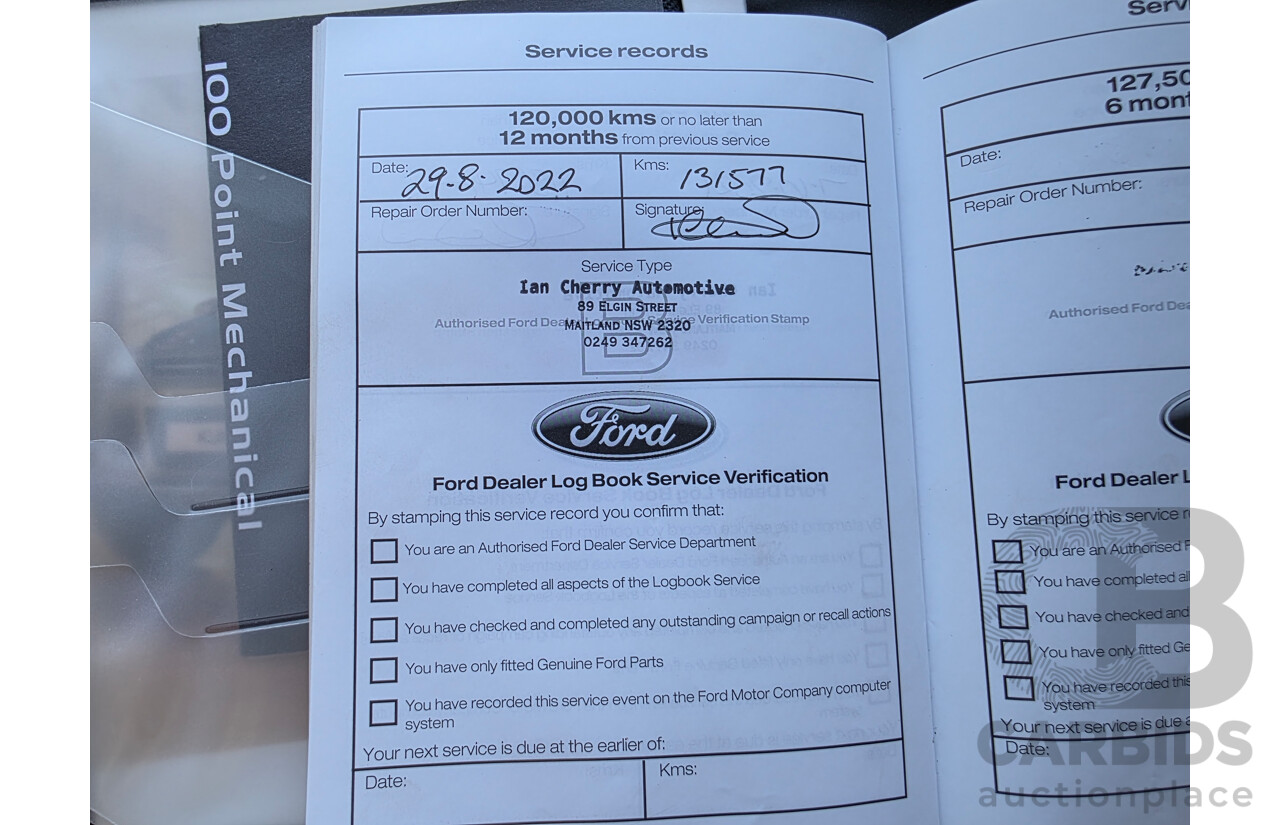 100 Point Mechanical
Service records
120,000 kms or no later than
12 months from previous service
Date: 29-8-2022
Kms: 131577
Repair Order Number:
Signature:
Service Type
Ian Cherry Automotive
89 ELGIN STREET
MAITLAND NSW 2320
0249 347262
B
Authorised Ford Service Verification Stamp
Ford
Ford Dealer Log Book Service Verification
By stamping this service record you confirm that:
You are an Authorised Ford Dealer Service Department
You have completed all aspects of the Logbook Service
You have checked and completed any outstanding campaign or recall actions
You have only fitted Genuine Ford Parts
You have recorded this service event on the Ford Motor Company computer
system
Your next service is due at the earlier of:
Date:
Kms:
Serv
127,50
6 mont
Date:
Repair Order Number:
Authorised Ford Dea
Ford Dealer L
By stamping this service r
You are an Authorised F
You have completed all
You have checked and
You have only fitted Ge
You have recorded this
system
Your next service is due a
Date:
B
CARBIDS
auctionplace